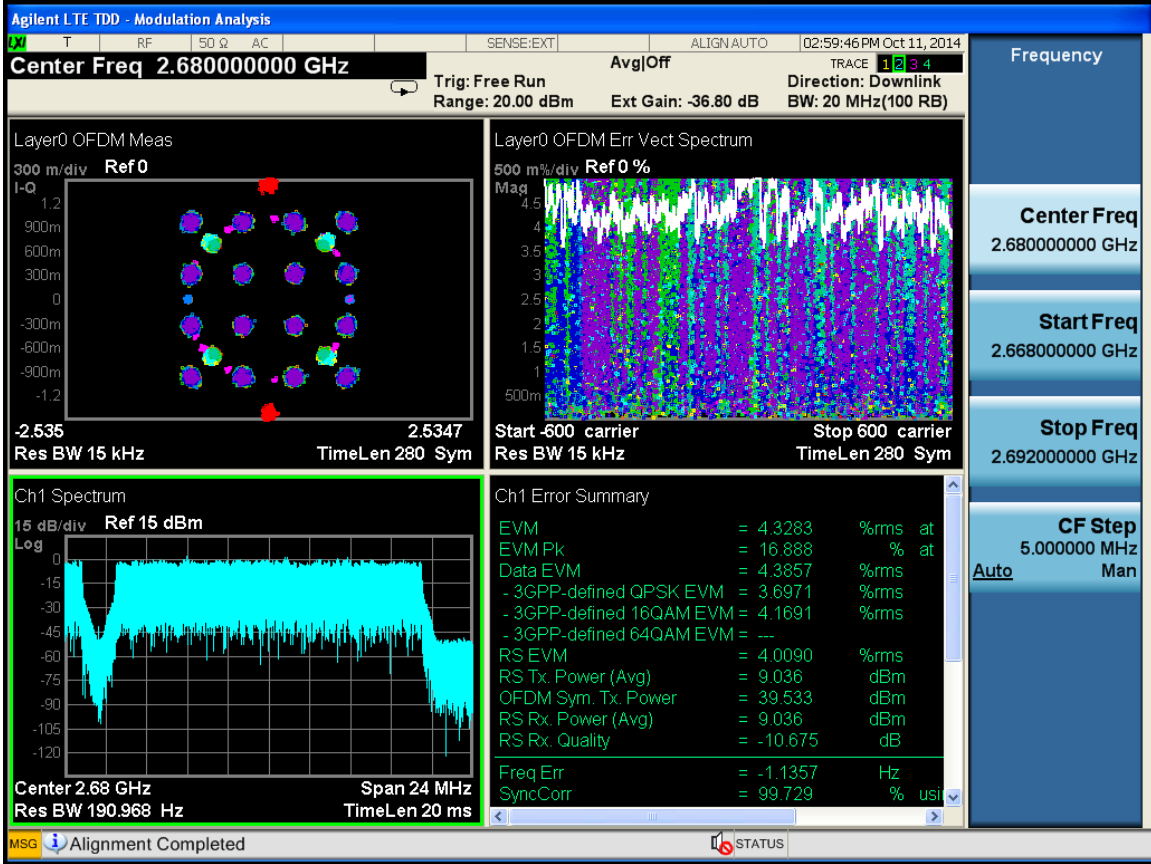 Agilent LTE TDD - Modulation Analysis
LXI T RF 50 Ω AC SENSE:EXT ALIGN AUTO 02:59:46 PM Oct 11, 2014
Center Freq 2.680000000 GHz
Trig: Free Run
Range: 20.00 dBm
Avg|Off
Ext Gain: -36.80 dB
TRACE 1 2 3 4
Direction: Downlink
BW: 20 MHz(100 RB)
Layer0 OFDM Meas
300 m/div Ref 0
I-Q
1.2
900m
600m
300m
0
-300m
-600m
-900m
-1.2
-2.535 2.5347
Res BW 15 kHz TimeLen 280 Sym
Layer0 OFDM Err Vect Spectrum
500 m%/div Ref 0 %
Mag
4.5
4
3.5
3
2.5
2
1.5
1
500m
Start -600 carrier Stop 600 carrier
Res BW 15 kHz TimeLen 280 Sym
Ch1 Spectrum
15 dB/div Ref 15 dBm
Log
0
-15
-30
-45
-60
-75
-90
-105
-120
Center 2.68 GHz Span 24 MHz
Res BW 190.968 Hz TimeLen 20 ms
Ch1 Error Summary
EVM = 4.3283 %rms at
EVM Pk = 16.888 % at
Data EVM = 4.3857 %rms
- 3GPP-defined QPSK EVM = 3.6971 %rms
- 3GPP-defined 16QAM EVM = 4.1691 %rms
- 3GPP-defined 64QAM EVM = ---
RS EVM = 4.0090 %rms
RS Tx. Power (Avg) = 9.036 dBm
OFDM Sym. Tx. Power = 39.533 dBm
RS Rx. Power (Avg) = 9.036 dBm
RS Rx. Quality = -10.675 dB
Freq Err = -1.1357 Hz
SyncCorr = 99.729 % usi
Frequency
Center Freq
2.680000000 GHz
Start Freq
2.668000000 GHz
Stop Freq
2.692000000 GHz
CF Step
5.000000 MHz
Auto Man
MSG Alignment Completed STATUS